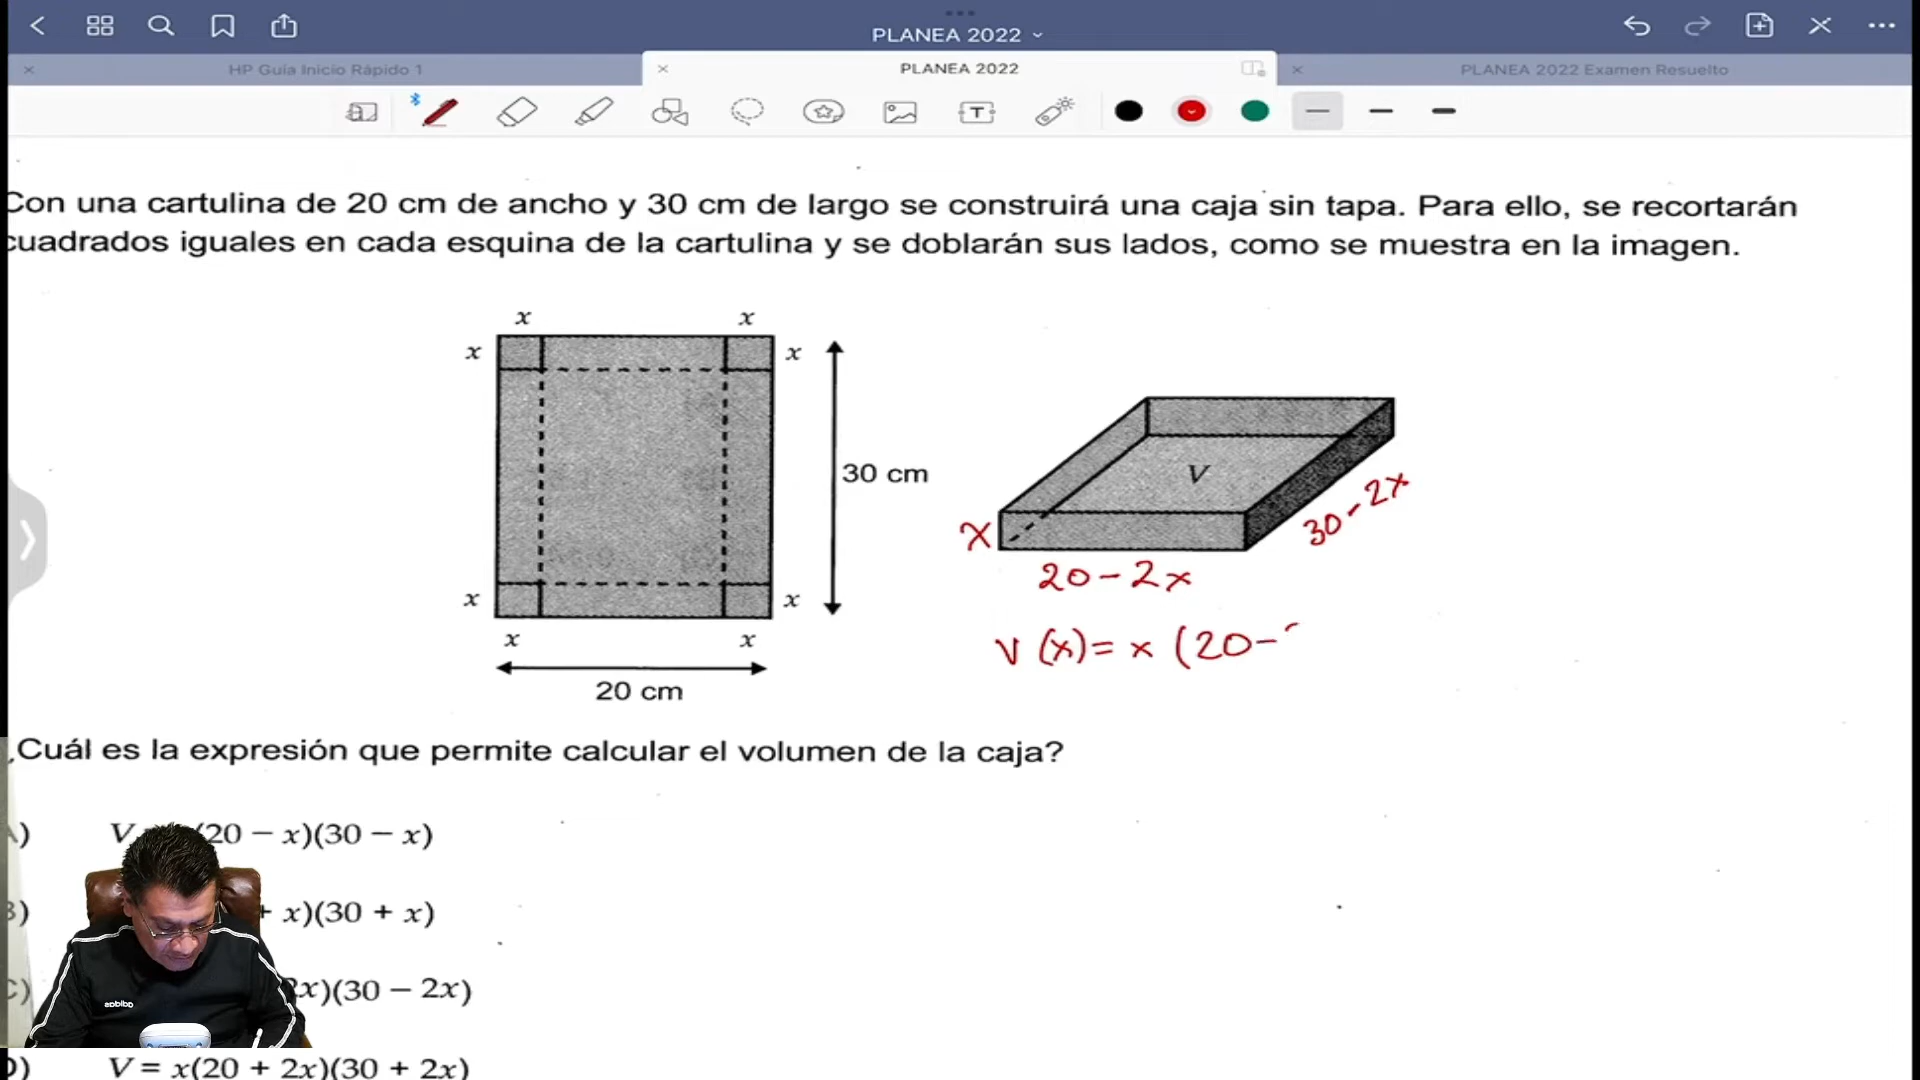 PLANEA 2022
HP Guia Inicio Rápido 1
PLANEA 2022
PLANEA 2022 Examen Resuelto
T
Con una cartulina de 20 cm de ancho y 30 cm de largo se construirá una caja sin tapa. Para ello, se recortarán
cuadrados iguales en cada esquina de la cartulina y se doblarán sus lados, como se muestra en la imagen.
x x
x x
30 cm
x x
x x
20 cm
V
x
20-2x
30-2x
V(x)= x (20-
¿Cuál es la expresión que permite calcular el volumen de la caja?
A) V (20 − x)(30 − x)
B) + x)(30 + x)
C) 2x)(30 − 2x)
D) V = x(20 + 2x)(30 + 2x)
adidas